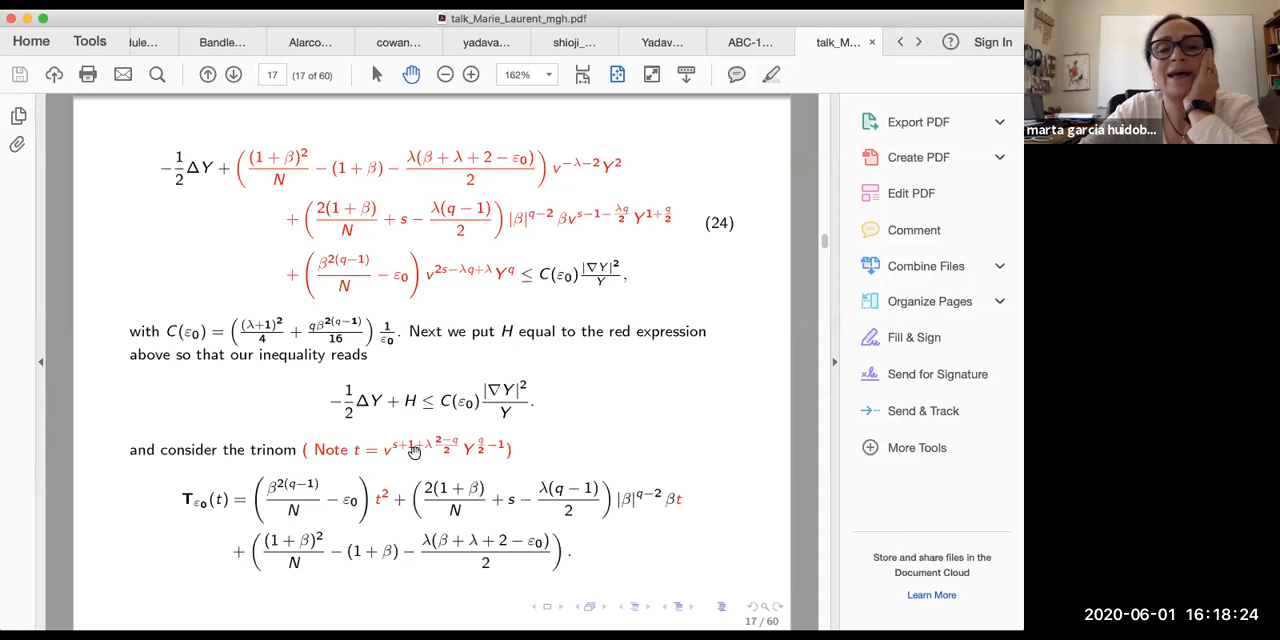 talk_Marie_Laurent_mgh.pdf
Home Tools dule... Bandle... Alarco... cowan... yadava... shioji_... Yadav... ABC-1... talk_M... × Sign In
17 (17 of 60) 162%
marta garcia huidob...
−1/2 ΔY + ( (1 + β)² / N − (1 + β) − λ(β + λ + 2 − ε₀) / 2 ) v^{−λ−2} Y²
+ ( 2(1 + β) / N + s − λ(q − 1) / 2 ) |β|^{q−2} β v^{s−1−λq/2} Y^{1+q/2} (24)
+ ( β^{2(q−1)} / N − ε₀ ) v^{2s−λq+λ} Y^q ≤ C(ε₀) |∇Y|² / Y,
with C(ε₀) = ( (λ+1)² / 4 + qβ^{2(q−1)} / 16 ) 1/ε₀. Next we put H equal to the red expression
above so that our inequality reads
−1/2 ΔY + H ≤ C(ε₀) |∇Y|² / Y.
and consider the trinom ( Note t = v^{s+1+λ (2−q)/2} Y^{q/2 −1})
T_{ε₀}(t) = ( β^{2(q−1)} / N − ε₀ ) t² + ( 2(1 + β) / N + s − λ(q − 1) / 2 ) |β|^{q−2} βt
+ ( (1 + β)² / N − (1 + β) − λ(β + λ + 2 − ε₀) / 2 ) .
17 / 60
Export PDF
Create PDF
Edit PDF
Comment
Combine Files
Organize Pages
Fill & Sign
Send for Signature
Send & Track
More Tools
Store and share files in the
Document Cloud
Learn More
2020-06-01 16:18:24